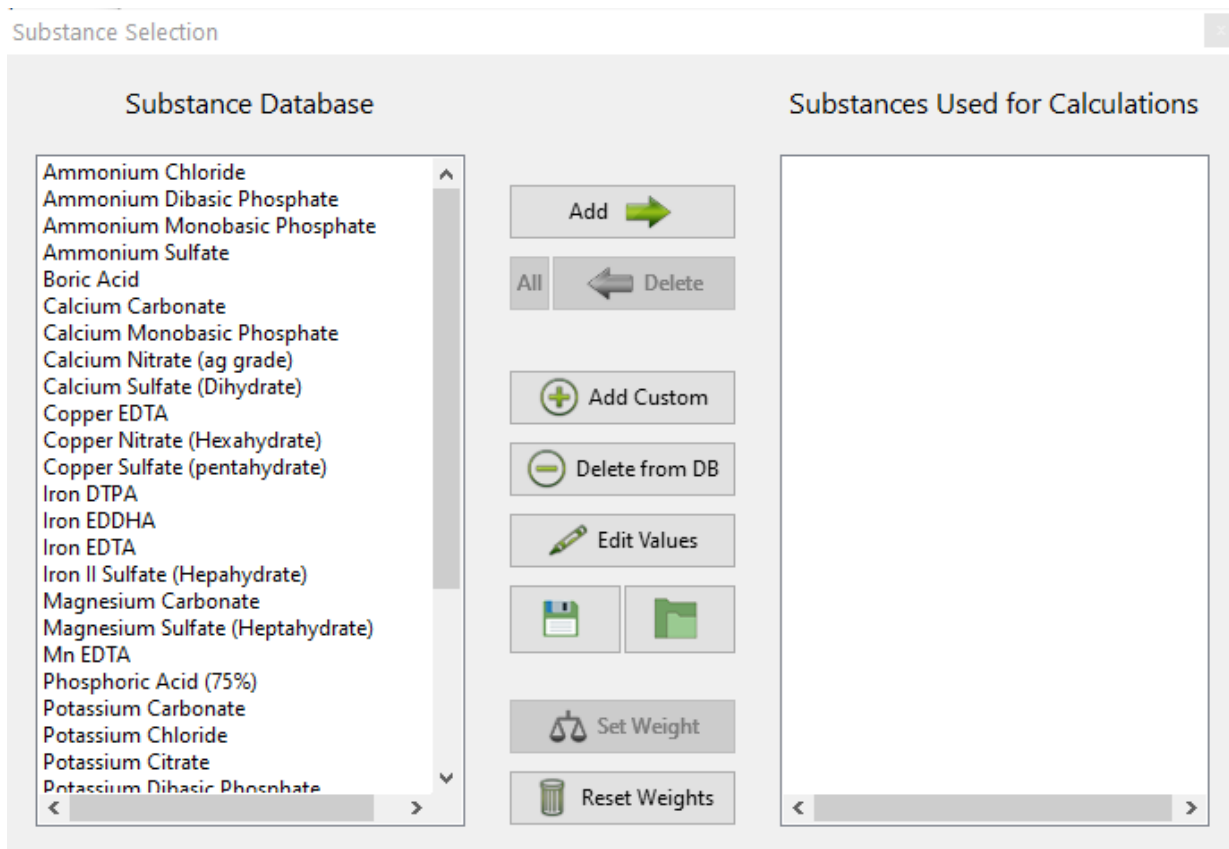 Substance Selection
Substance Database
Substances Used for Calculations
Ammonium Chloride
Ammonium Dibasic Phosphate
Ammonium Monobasic Phosphate
Ammonium Sulfate
Boric Acid
Calcium Carbonate
Calcium Monobasic Phosphate
Calcium Nitrate (ag grade)
Calcium Sulfate (Dihydrate)
Copper EDTA
Copper Nitrate (Hexahydrate)
Copper Sulfate (pentahydrate)
Iron DTPA
Iron EDDHA
Iron EDTA
Iron II Sulfate (Hepahydrate)
Magnesium Carbonate
Magnesium Sulfate (Heptahydrate)
Mn EDTA
Phosphoric Acid (75%)
Potassium Carbonate
Potassium Chloride
Potassium Citrate
Potassium Dibasic Phosphate
Add
All
Delete
Add Custom
Delete from DB
Edit Values
Set Weight
Reset Weights